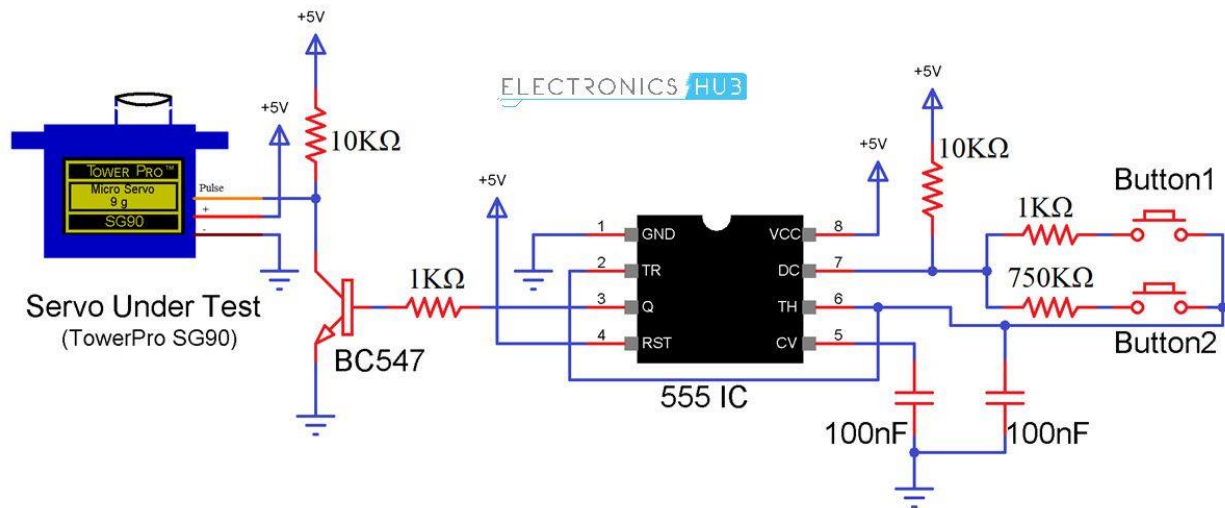 +5V
ELECTRONICS HUB
+5V
+5V
10KΩ
TOWER PRO™
Micro Servo
9 g
SG90
Pulse
+
-
Servo Under Test
(TowerPro SG90)
BC547
1KΩ
+5V
1 GND
2 TR
3 Q
4 RST
VCC 8
DC 7
TH 6
CV 5
555 IC
+5V
10KΩ
1KΩ
Button1
750KΩ
Button2
100nF
100nF